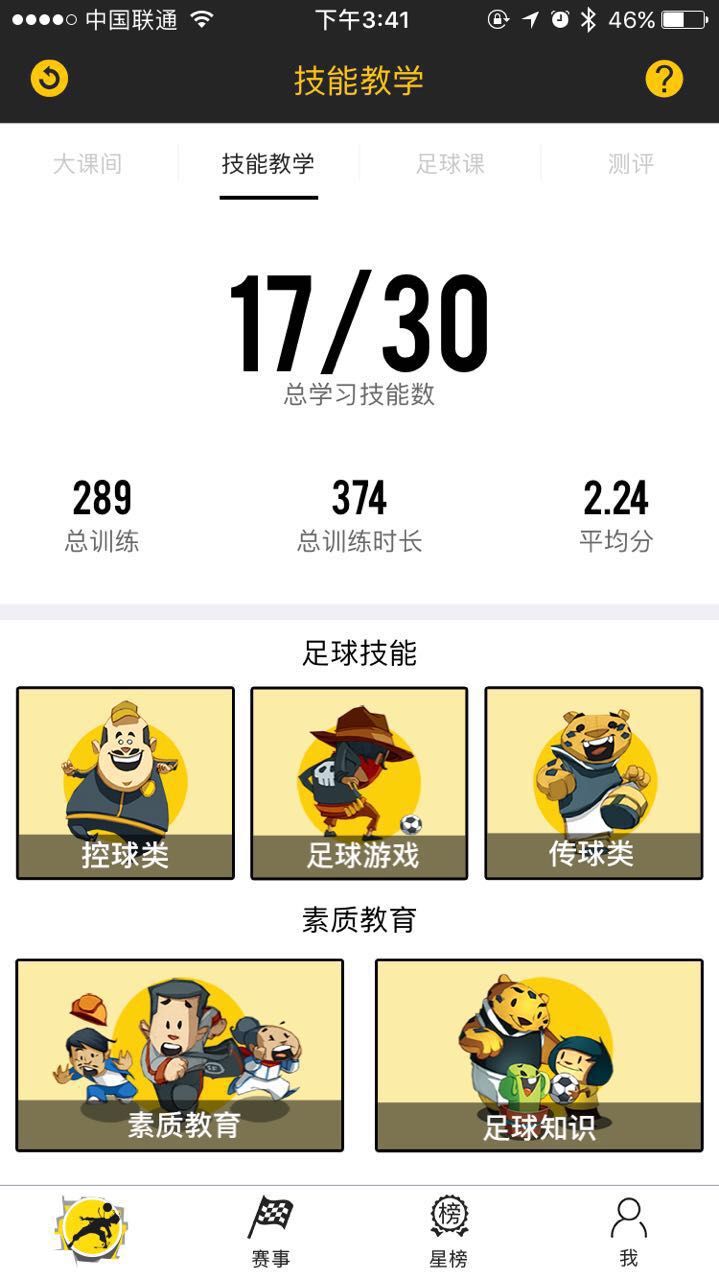 中国联通 下午3:41 46%
技能教学
大课间 技能教学 足球课 测评
17/30
总学习技能数
289 374 2.24
总训练 总训练时长 平均分
足球技能
控球类 足球游戏 传球类
素质教育
素质教育 足球知识
榜
赛事 星榜 我